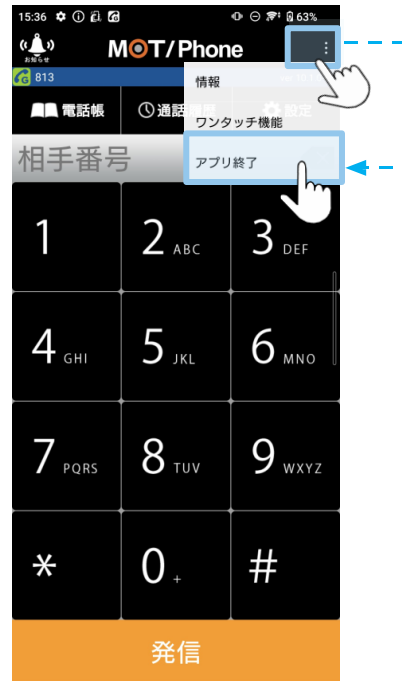 15:36 63%
お知らせ
MOT/Phone
813
情報
電話帳 通話 設定
ワンタッチ機能
相手番号
アプリ終了
1
2 ABC
3 DEF
4 GHI
5 JKL
6 MNO
7 PQRS
8 TUV
9 WXYZ
*
0 +
#
発信